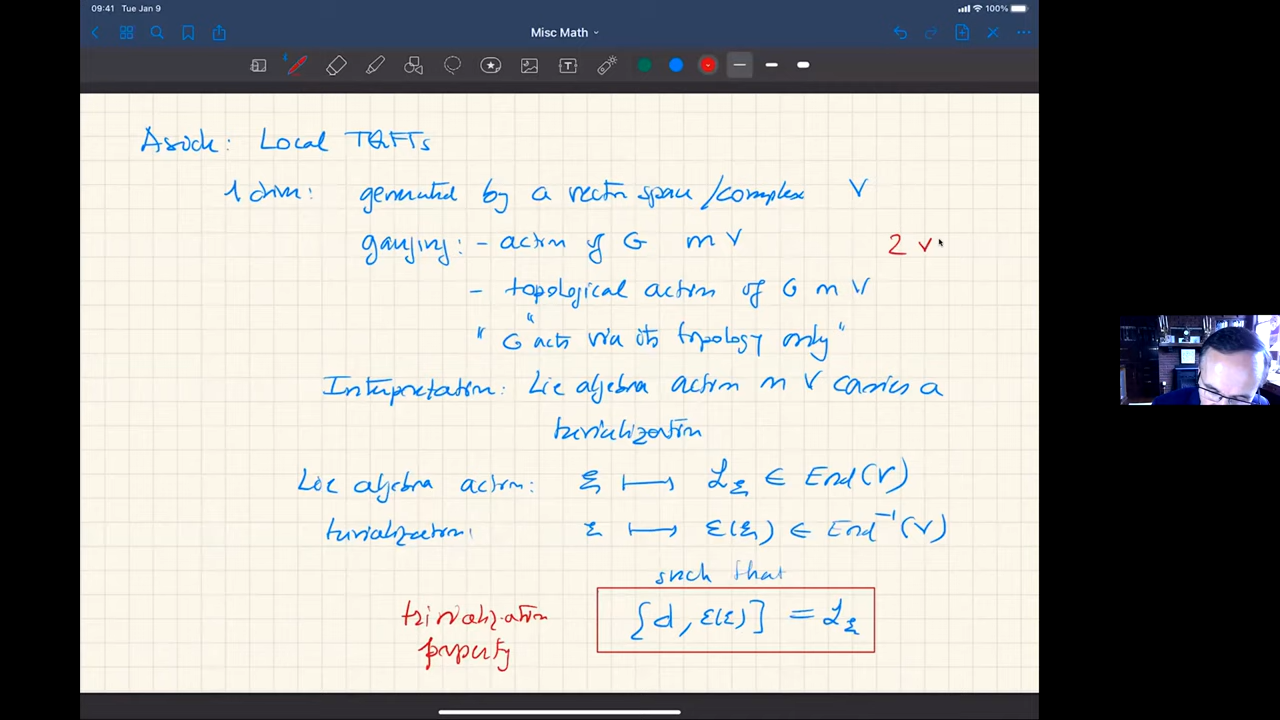 09:41 Tue Jan 9
100%
Misc Math
Aside: Local TQFTs
1 dim: generated by a vector space/complex V
gauging: - action of G on V
2 v
- topological action of G on V
"G" acts via its topology only"
Interpretation: Lie algebra action on V carries a
trivialization
Lie algebra action: ξ ⟼ L_ξ ∈ End(V)
trivialization: ξ ⟼ ε(ξ) ∈ End⁻¹(V)
such that
trivialization
property
[d, ε(ξ)] = L_ξ